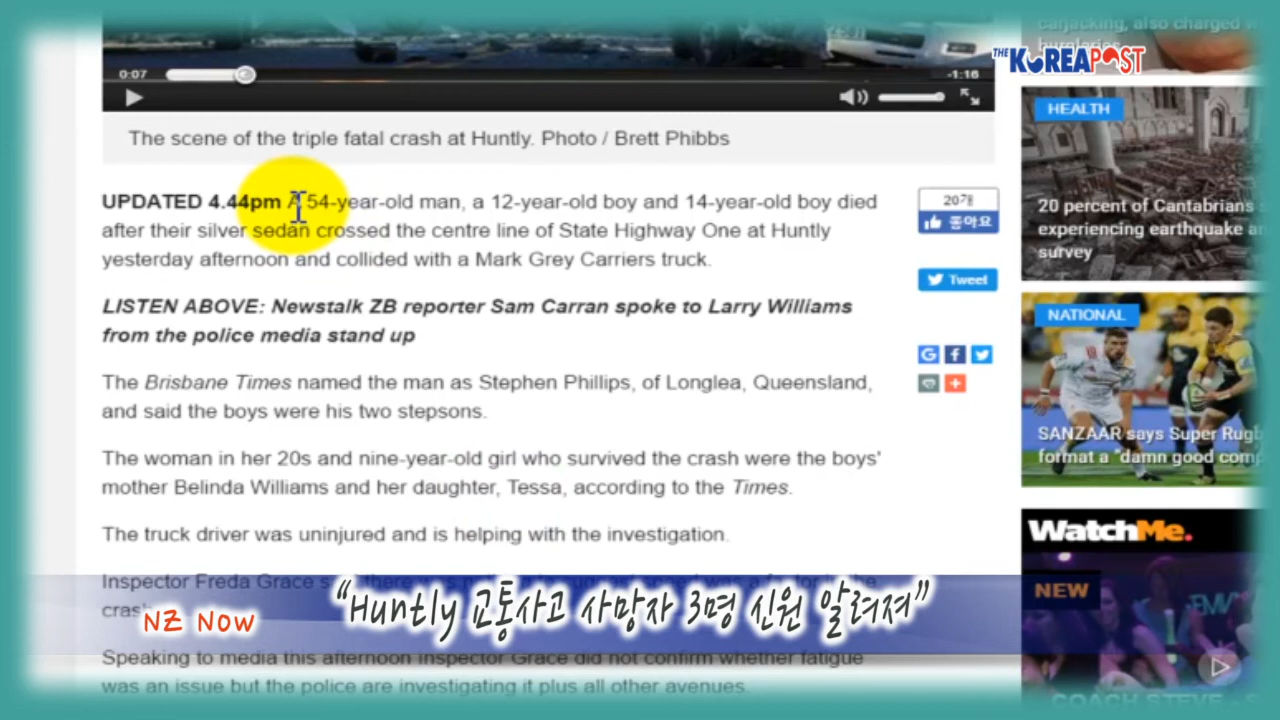 carjacking, also charged
THE KOREAPOST
0:07
-1:16
The scene of the triple fatal crash at Huntly. Photo / Brett Phibbs
UPDATED 4.44pm A 54-year-old man, a 12-year-old boy and 14-year-old boy died
after their silver sedan crossed the centre line of State Highway One at Huntly
yesterday afternoon and collided with a Mark Grey Carriers truck.
LISTEN ABOVE: Newstalk ZB reporter Sam Carran spoke to Larry Williams
from the police media stand up
The Brisbane Times named the man as Stephen Phillips, of Longlea, Queensland,
and said the boys were his two stepsons.
The woman in her 20s and nine-year-old girl who survived the crash were the boys'
mother Belinda Williams and her daughter, Tessa, according to the Times.
The truck driver was uninjured and is helping with the investigation.
Inspector Freda Grace
Speaking to media this afternoon Inspector Grace did not confirm whether fatigue
was an issue but the police are investigating it plus all other avenues.
20개
좋아요
Tweet
HEALTH
20 percent of Cantabrians
experiencing earthquake
survey
NATIONAL
SANZAAR says Super
format a "damn good
WatchMe.
NEW
COACH STEVE
NZ NOW
"Huntly 교통사고 사망자 3명 신원 알려져"